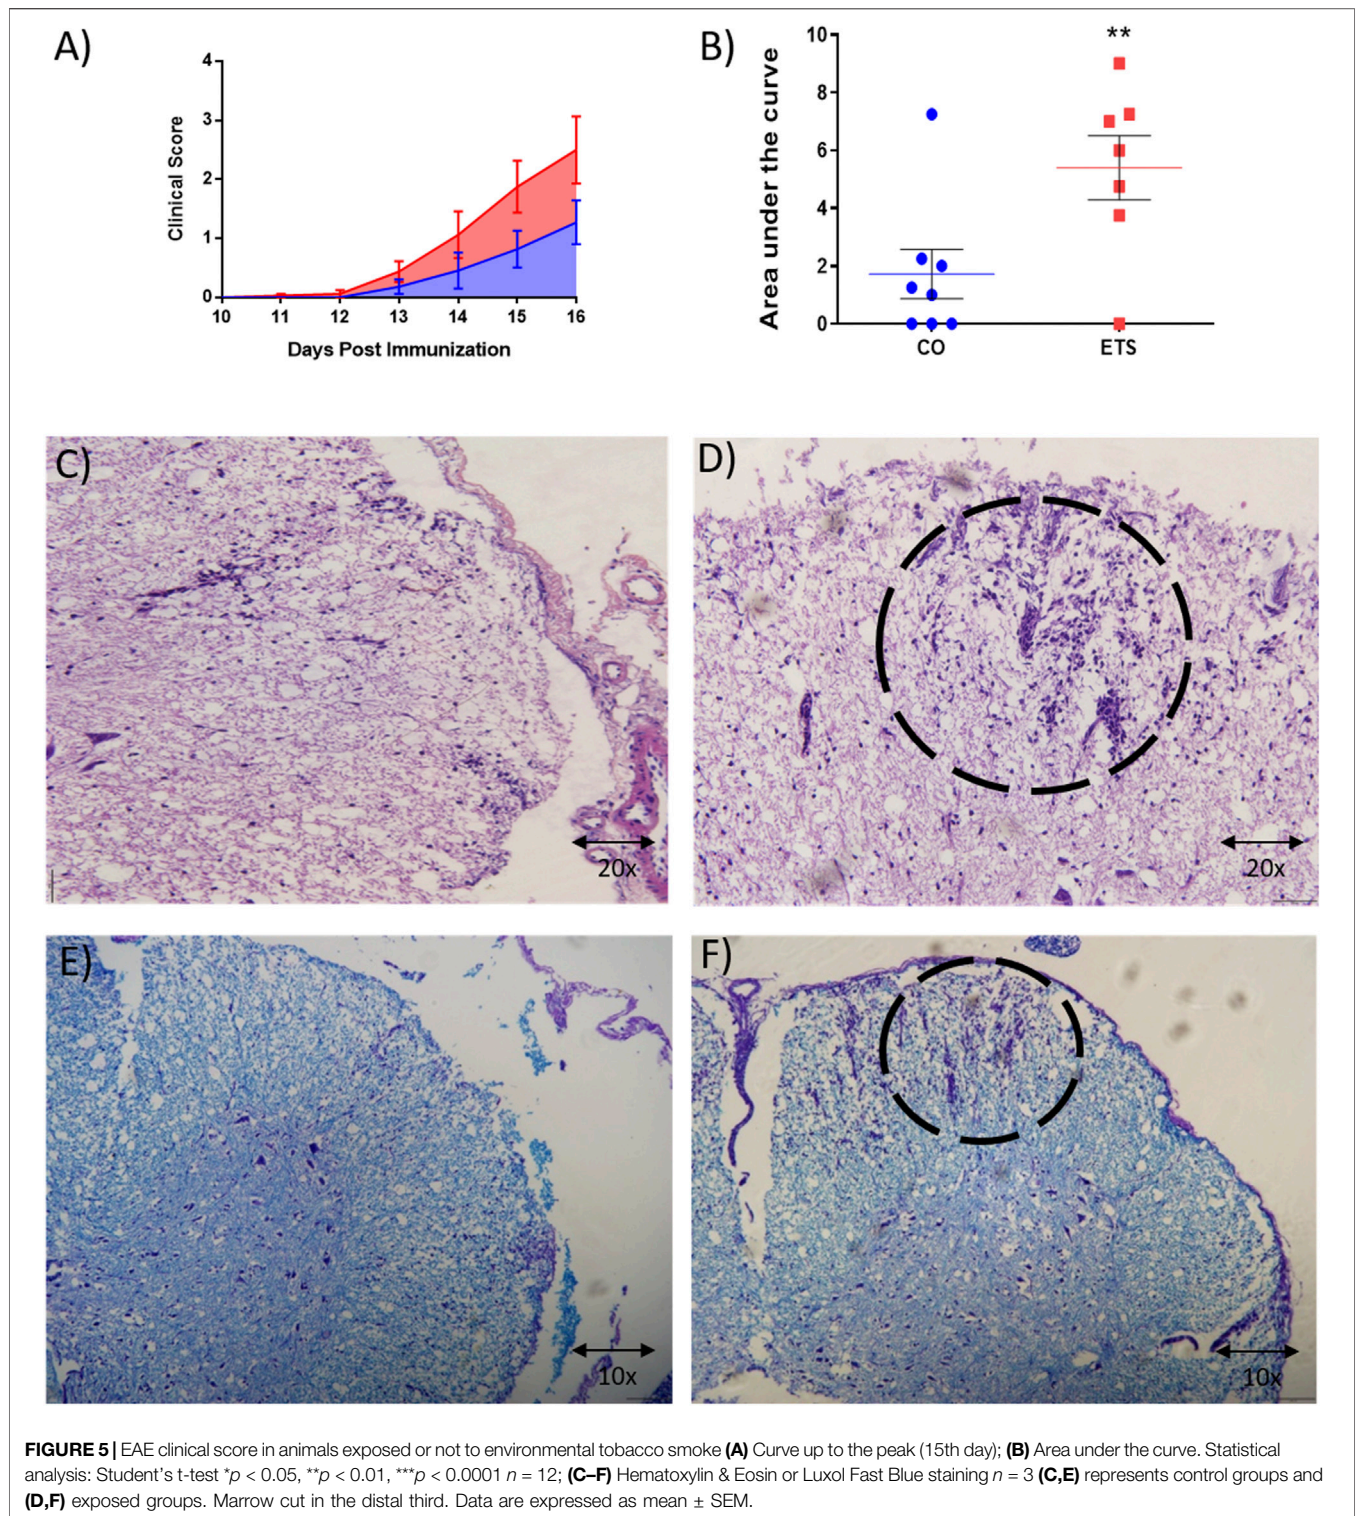 A)
4
3
2
1
0
Clinical Score
10 11 12 13 14 15 16
Days Post Immunization
B)
**
10
8
6
4
2
0
Area under the curve
CO ETS
C)
20x
D)
20x
E)
10x
F)
10x
FIGURE 5 | EAE clinical score in animals exposed or not to environmental tobacco smoke (A) Curve up to the peak (15th day); (B) Area under the curve. Statistical
analysis: Student's t-test *p < 0.05, **p < 0.01, ***p < 0.0001 n = 12; (C–F) Hematoxylin & Eosin or Luxol Fast Blue staining n = 3 (C,E) represents control groups and
(D,F) exposed groups. Marrow cut in the distal third. Data are expressed as mean ± SEM.